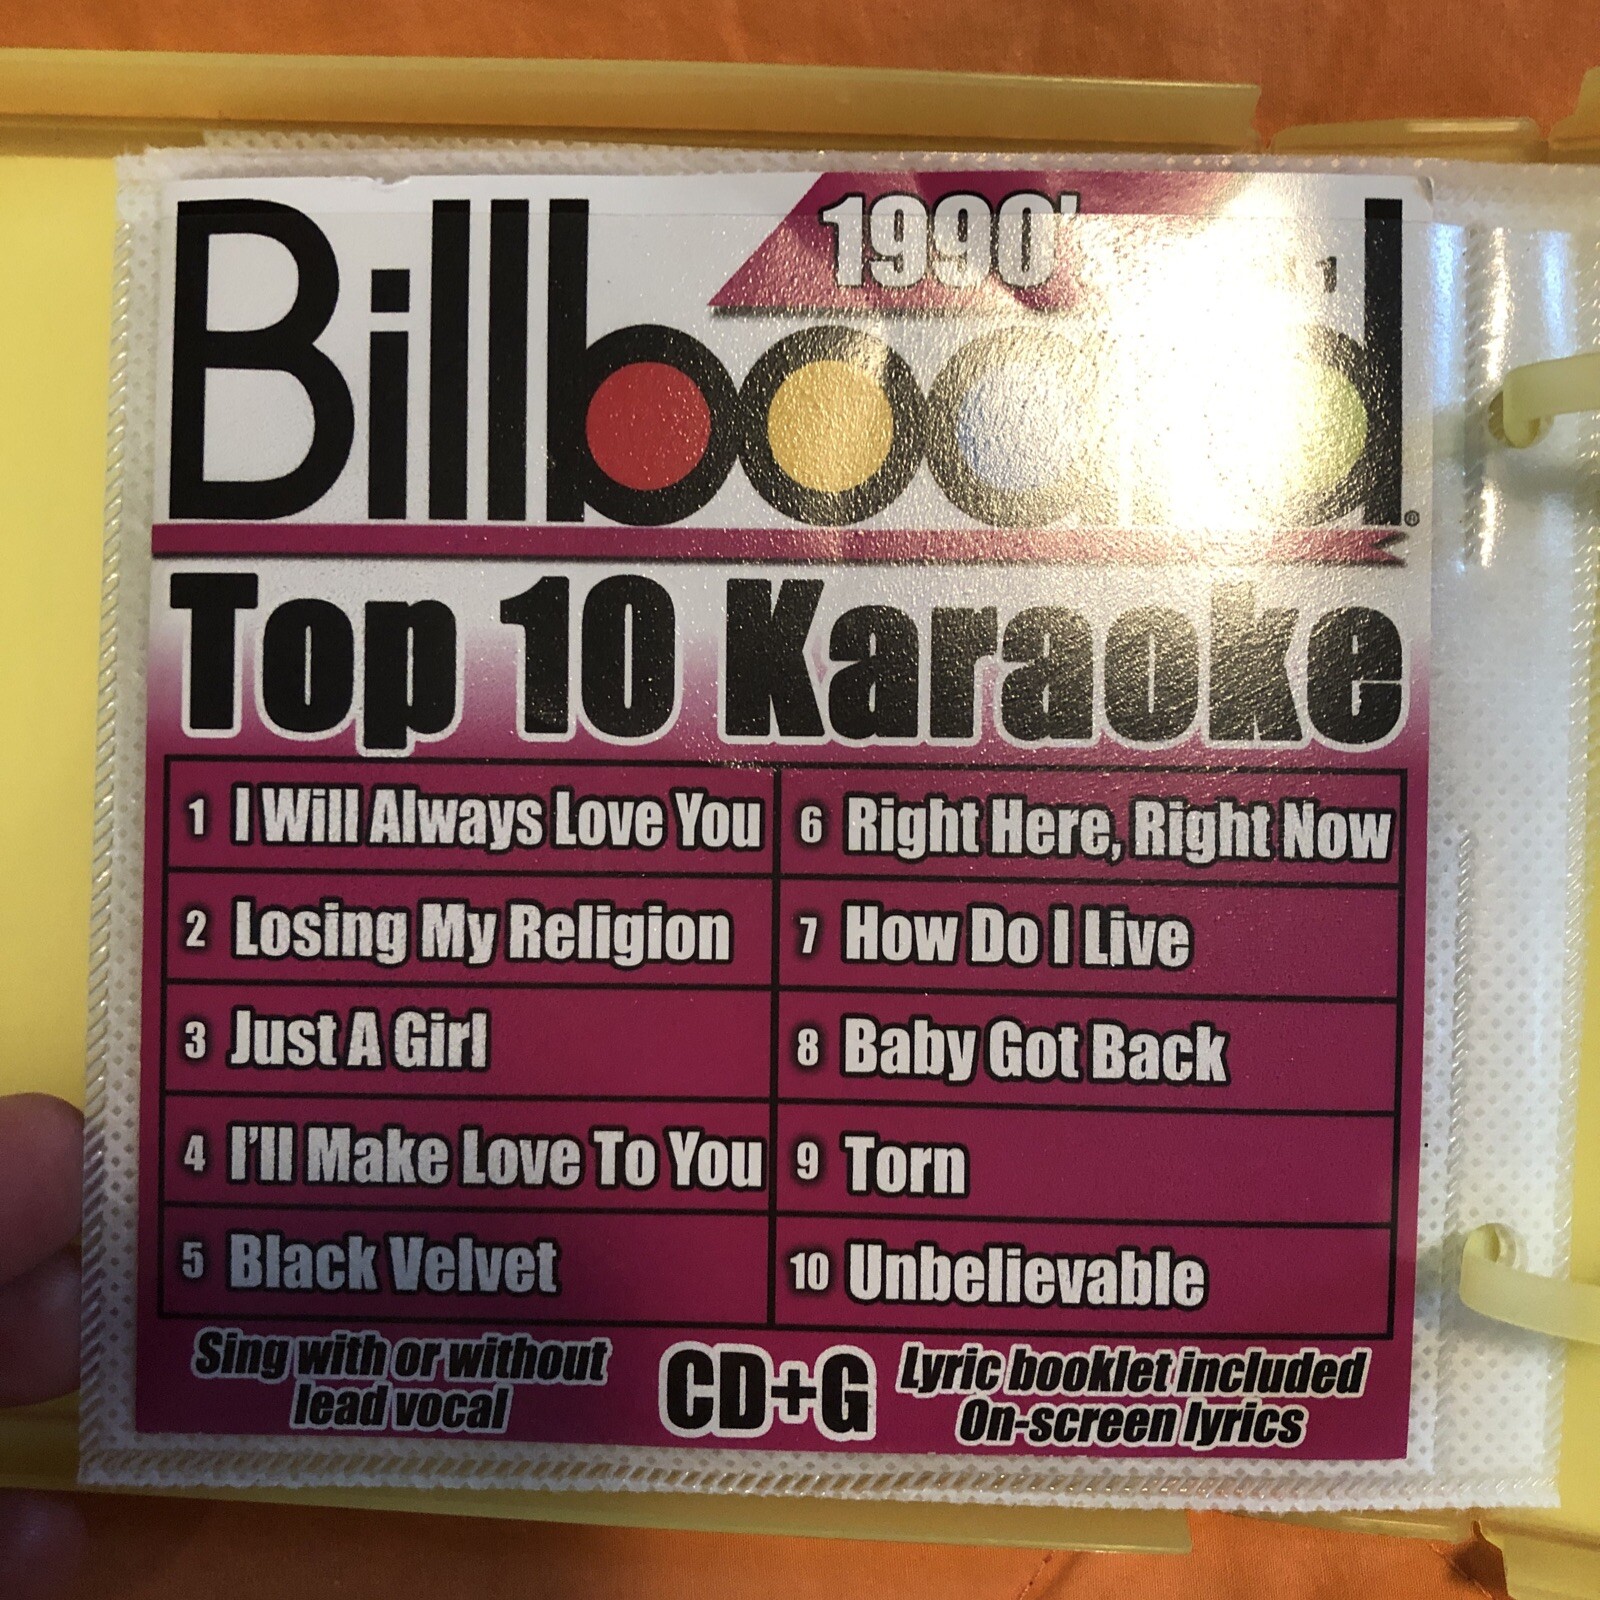 1990'
Billboard®
Top 10 Karaoke
1 I Will Always Love You
2 Losing My Religion
3 Just A Girl
4 I'll Make Love To You
5 Black Velvet
6 Right Here, Right Now
7 How Do I Live
8 Baby Got Back
9 Torn
10 Unbelievable
Sing with or without
lead vocal
CD+G
Lyric booklet included
On-screen lyrics